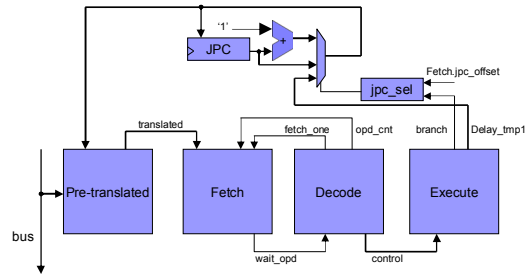 '1'
+
JPC
Fetch.jpc_offset
jpc_sel
translated
fetch_one
opd_cnt
branch
Delay_tmp1
Pre-translated
Fetch
Decode
Execute
bus
wait_opd
control